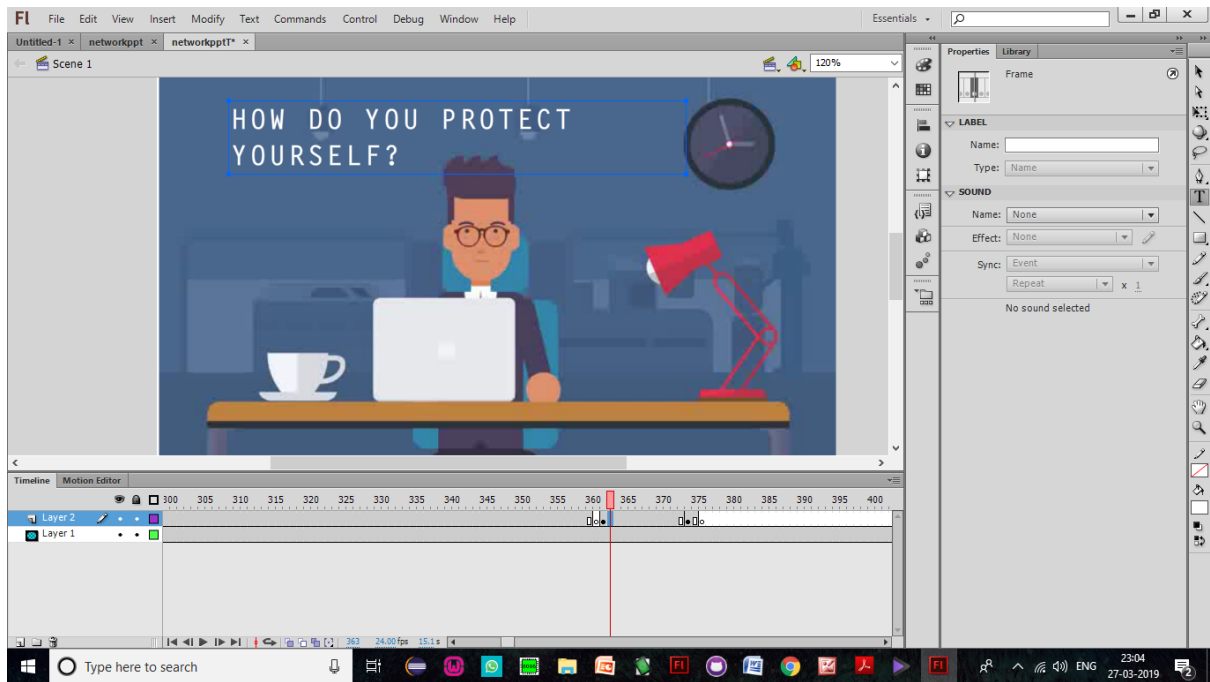 Fl File Edit View Insert Modify Text Commands Control Debug Window Help Essentials
Untitled-1 × networkppt × networkpptT* ×
Scene 1 120%
HOW DO YOU PROTECT
YOURSELF?
Properties Library
Frame
LABEL
Name:
Type: Name
SOUND
Name: None
Effect: None
Sync: Event
Repeat x 1
No sound selected
Timeline Motion Editor
300 305 310 315 320 325 330 335 340 345 350 355 360 365 370 375 380 385 390 395 400
Layer 2
Layer 1
363 24.00 fps 15.1 s
Type here to search
ENG
23:04
27-03-2019
2